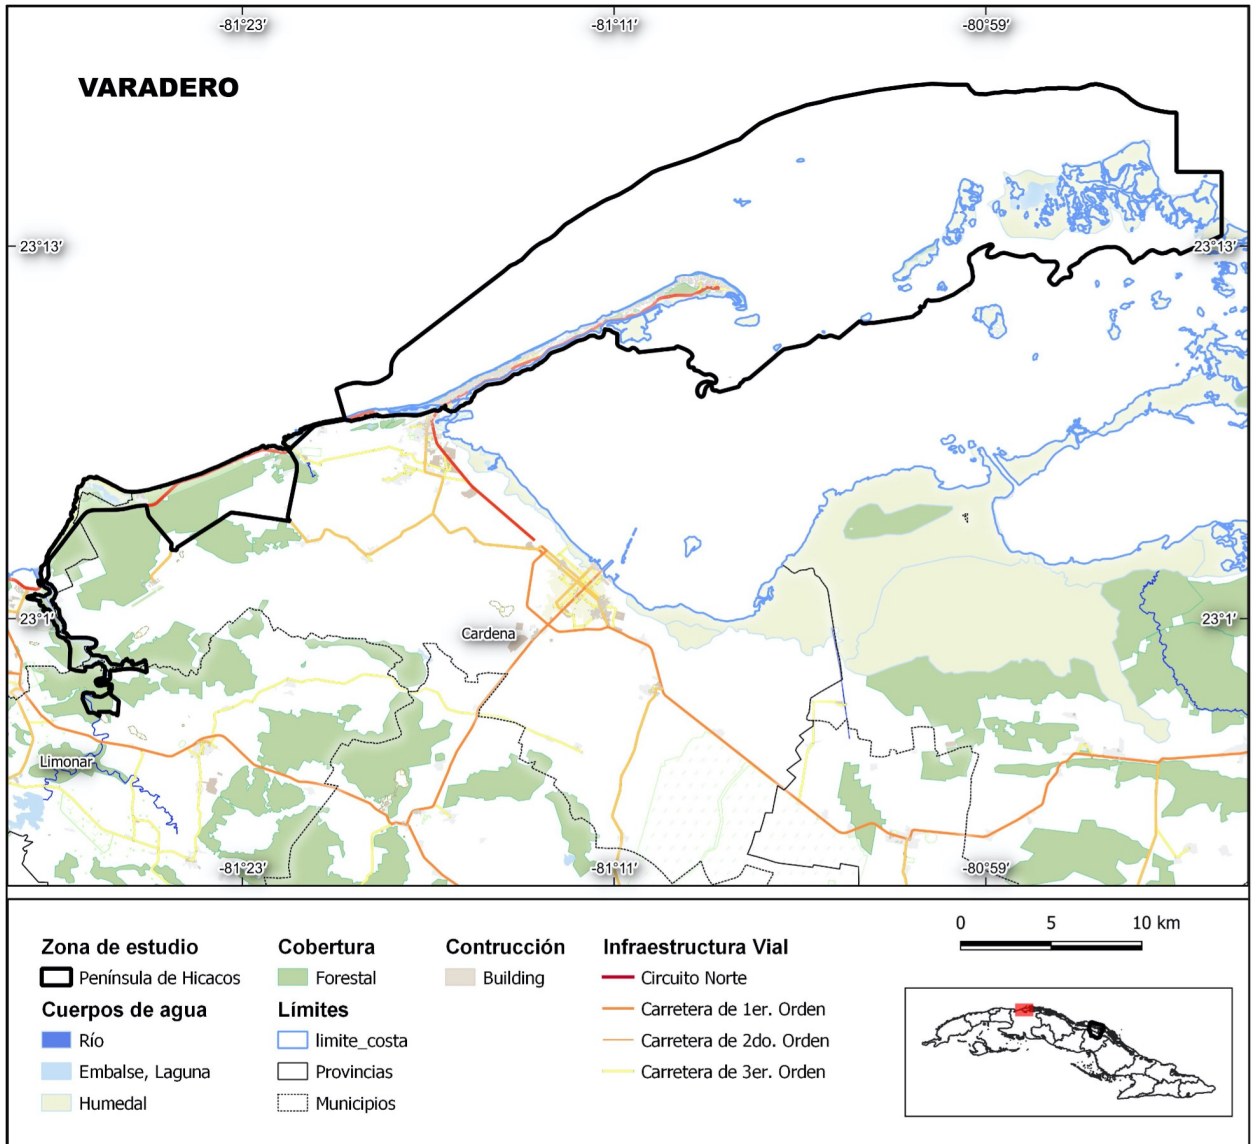 -81°23′ -81°11′ -80°59′
VARADERO
23°13′ 23°13′
23°1′ 23°1′
Cardena
Limonar
-81°23′ -81°11′ -80°59′
Zona de estudio
Península de Hicacos
Cuerpos de agua
Río
Embalse, Laguna
Humedal
Cobertura
Forestal
Límites
limite_costa
Provincias
Municipios
Contrucción
Building
Infraestructura Vial
Circuito Norte
Carretera de 1er. Orden
Carretera de 2do. Orden
Carretera de 3er. Orden
0 5 10 km